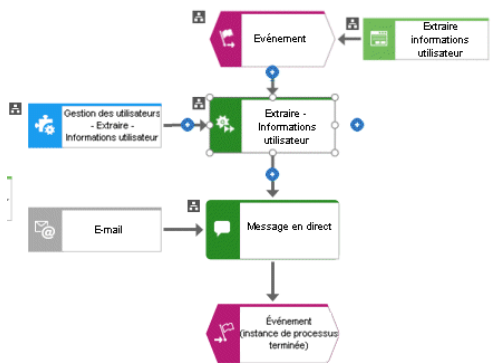 Evénement
Extraire
informations
utilisateur
Gestion des utilisateurs
- Extraire -
Informations utilisateur
Extraire -
Informations
utilisateur
E-mail
Message en direct
Événement
(instance de processus
terminée)